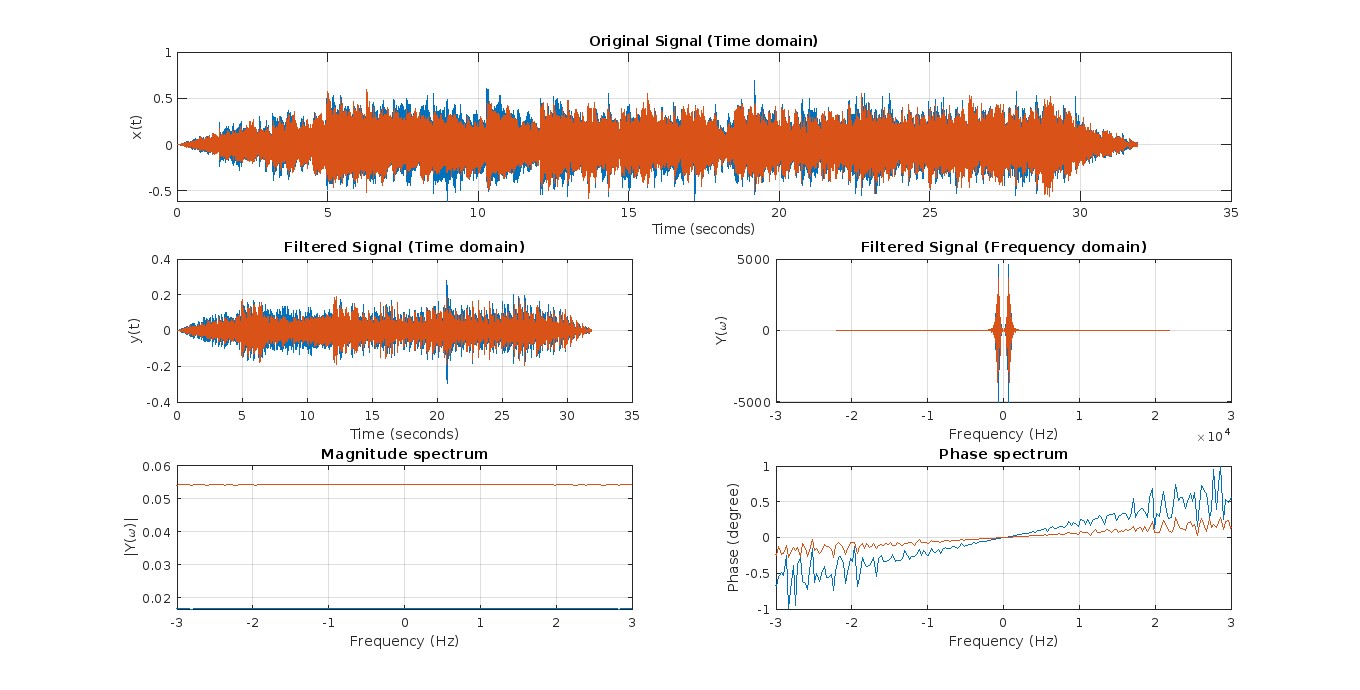 Original Signal (Time domain)
1
0.5
0
-0.5
x(t)
0 5 10 15 20 25 30 35
Time (seconds)
Filtered Signal (Time domain)
0.4
0.2
0
-0.2
-0.4
y(t)
0 5 10 15 20 25 30 35
Time (seconds)
Filtered Signal (Frequency domain)
5000
0
-5000
Y(ω)
-3 -2 -1 0 1 2 3
Frequency (Hz)
×10^4
Magnitude spectrum
0.06
0.05
0.04
0.03
0.02
|Y(ω)|
-3 -2 -1 0 1 2 3
Frequency (Hz)
Phase spectrum
1
0.5
0
-0.5
-1
Phase (degree)
-3 -2 -1 0 1 2 3
Frequency (Hz)